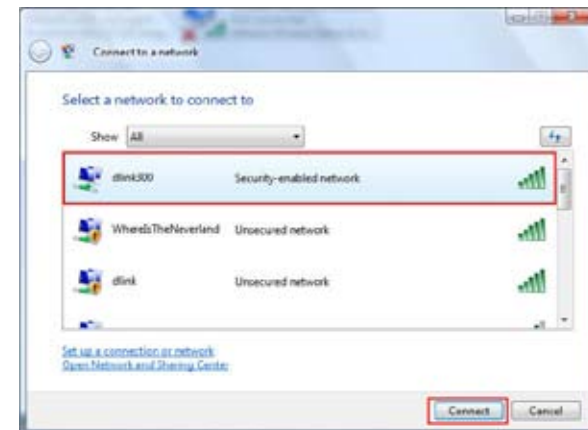 Connect to a network
Select a network to connect to
Show All
dlink300 Security-enabled network
WhereIsTheNeverland Unsecured network
dlink Unsecured network
Set up a connection or network
Open Network and Sharing Center
Connect Cancel